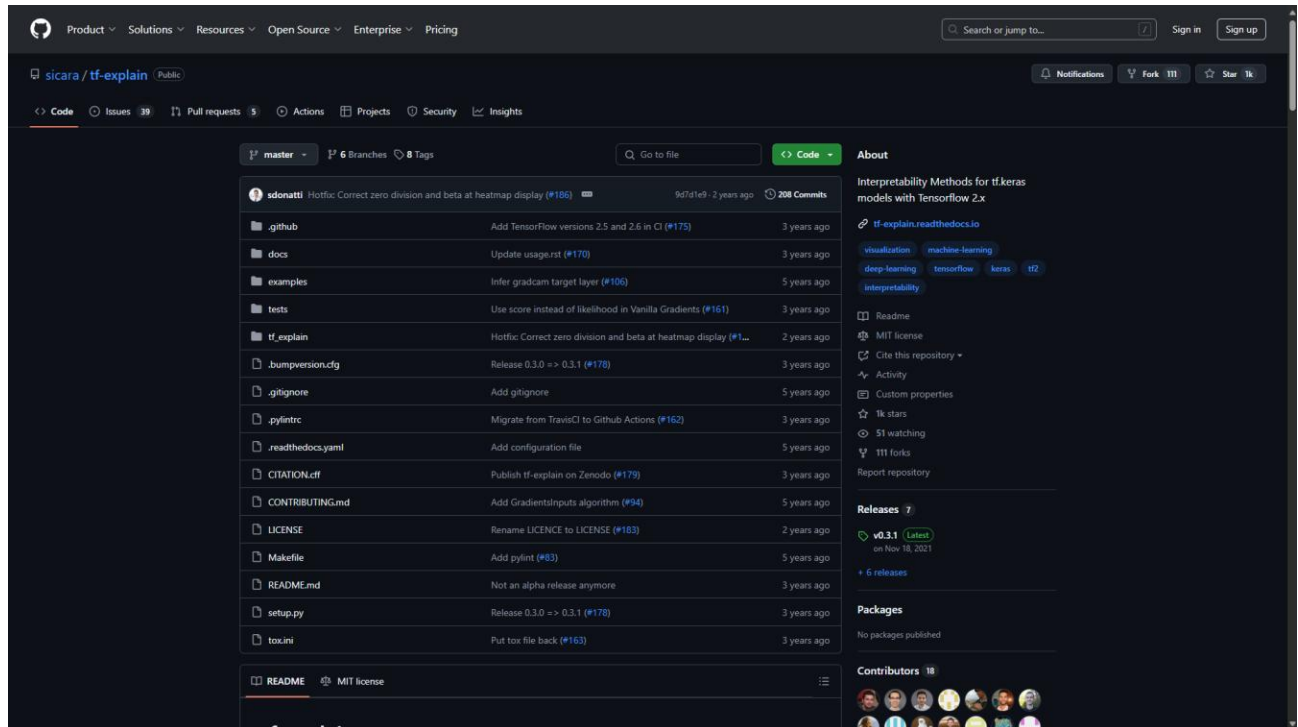 Product Solutions Resources Open Source Enterprise Pricing Search or jump to... / Sign in Sign up
sicara / tf-explain Public Notifications Fork 111 Star 1k
Code Issues 39 Pull requests 5 Actions Projects Security Insights
master 6 Branches 8 Tags Go to file Code
sdonatti Hotfix: Correct zero division and beta at heatmap display (#186) 9d7d1e9 · 2 years ago 208 Commits
.github Add TensorFlow versions 2.5 and 2.6 in CI (#175) 3 years ago
docs Update usage.rst (#170) 3 years ago
examples Infer gradcam target layer (#106) 5 years ago
tests Use score instead of likelihood in Vanilla Gradients (#161) 3 years ago
tf_explain Hotfix: Correct zero division and beta at heatmap display (#1... 2 years ago
.bumpversion.cfg Release 0.3.0 => 0.3.1 (#178) 3 years ago
.gitignore Add gitignore 5 years ago
.pylintrc Migrate from TravisCI to Github Actions (#162) 3 years ago
.readthedocs.yaml Add configuration file 5 years ago
CITATION.cff Publish tf-explain on Zenodo (#179) 3 years ago
CONTRIBUTING.md Add GradientsInputs algorithm (#94) 5 years ago
LICENSE Rename LICENCE to LICENSE (#183) 2 years ago
Makefile Add pylint (#83) 5 years ago
README.md Not an alpha release anymore 3 years ago
setup.py Release 0.3.0 => 0.3.1 (#178) 3 years ago
tox.ini Put tox file back (#163) 3 years ago
README MIT license
About
Interpretability Methods for tf.keras
models with Tensorflow 2.x
tf-explain.readthedocs.io
visualization machine-learning
deep-learning tensorflow keras tf2
interpretability
Readme
MIT license
Cite this repository
Activity
Custom properties
1k stars
51 watching
111 forks
Report repository
Releases 7
v0.3.1 Latest
on Nov 18, 2021
+ 6 releases
Packages
No packages published
Contributors 18